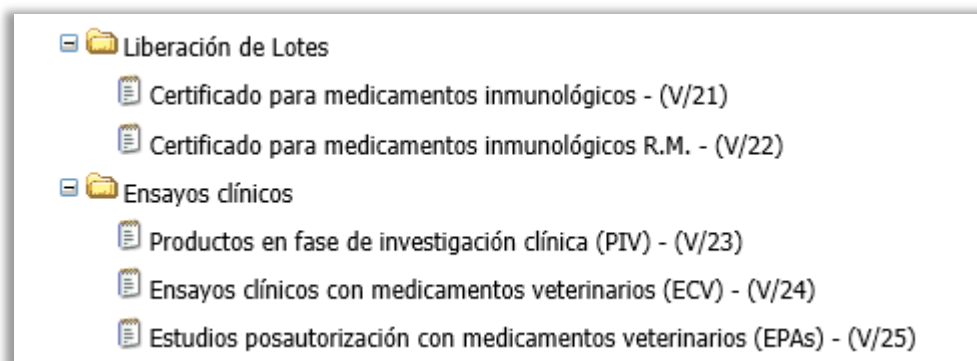 Liberación de Lotes
Certificado para medicamentos inmunológicos - (V/21)
Certificado para medicamentos inmunológicos R.M. - (V/22)
Ensayos clínicos
Productos en fase de investigación clínica (PIV) - (V/23)
Ensayos clínicos con medicamentos veterinarios (ECV) - (V/24)
Estudios posautorización con medicamentos veterinarios (EPAs) - (V/25)